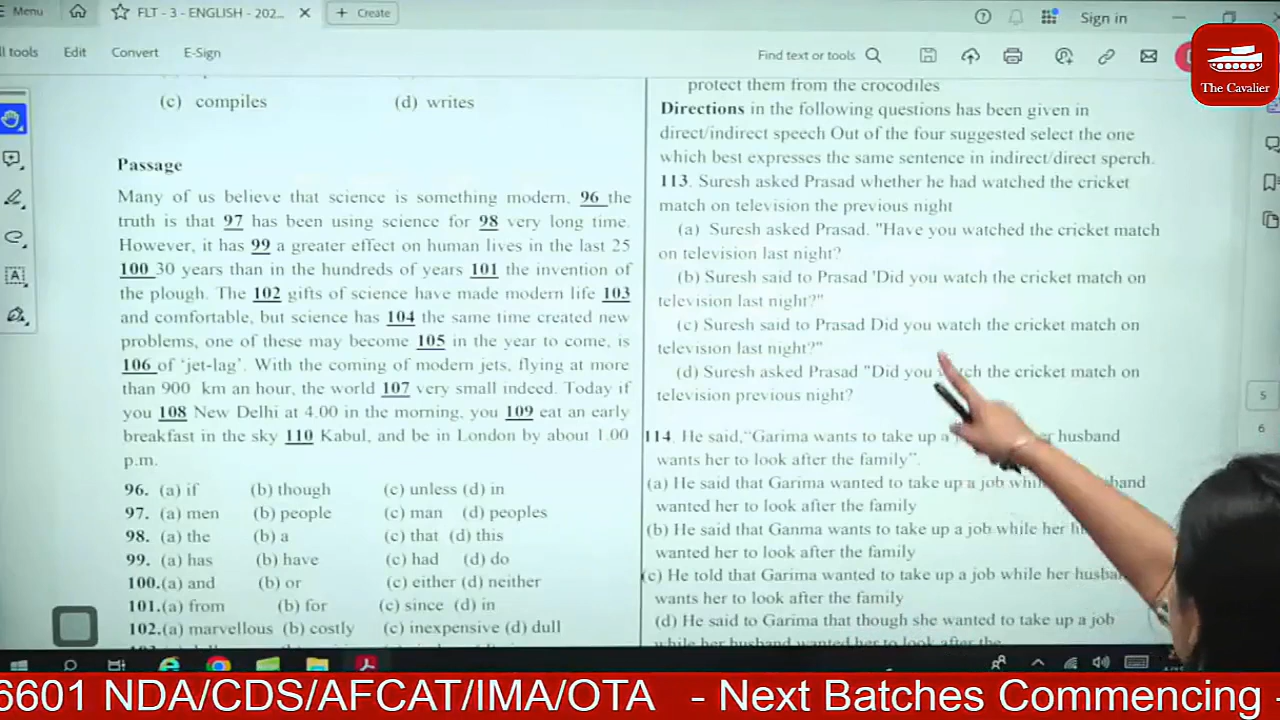 Menu
FLT - 3 - ENGLISH - 202...
Create
Sign in
ll tools
Edit
Convert
E-Sign
Find text or tools
The Cavalier
(c) compiles (d) writes
Passage
Many of us believe that science is something modern, 96 the
truth is that 97 has been using science for 98 very long time.
However, it has 99 a greater effect on human lives in the last 25
100 30 years than in the hundreds of years 101 the invention of
the plough. The 102 gifts of science have made modern life 103
and comfortable, but science has 104 the same time created new
problems, one of these may become 105 in the year to come, is
106 of ‘jet-lag’. With the coming of modern jets, flying at more
than 900 km an hour, the world 107 very small indeed. Today if
you 108 New Delhi at 4.00 in the morning, you 109 eat an early
breakfast in the sky 110 Kabul, and be in London by about 1.00
p.m.
96. (a) if (b) though (c) unless (d) in
97. (a) men (b) people (c) man (d) peoples
98. (a) the (b) a (c) that (d) this
99. (a) has (b) have (c) had (d) do
100.(a) and (b) or (c) either (d) neither
101.(a) from (b) for (c) since (d) in
102.(a) marvellous (b) costly (c) inexpensive (d) dull
protect them from the crocodiles
Directions in the following questions has been given in
direct/indirect speech Out of the four suggested select the one
which best expresses the same sentence in indirect/direct sperch.
113. Suresh asked Prasad whether he had watched the cricket
match on television the previous night
(a) Suresh asked Prasad. "Have you watched the cricket match
on television last night?
(b) Suresh said to Prasad 'Did you watch the cricket match on
television last night?"
(c) Suresh said to Prasad Did you watch the cricket match on
television last night?"
(d) Suresh asked Prasad "Did you watch the cricket match on
television previous night?
114. He said,“Garima wants to take up a husband
wants her to look after the family”.
(a) He said that Garima wanted to take up a job
wanted her to look after the family
(b) He said that Ganma wants to take up a job while her
wanted her to look after the family
(c) He told that Garima wanted to take up a job while her
wants her to look after the family
(d) He said to Garima that though she wanted to take up a job
while her husband wanted her to look after the
5
6
6601 NDA/CDS/AFCAT/IMA/OTA - Next Batches Commencing -